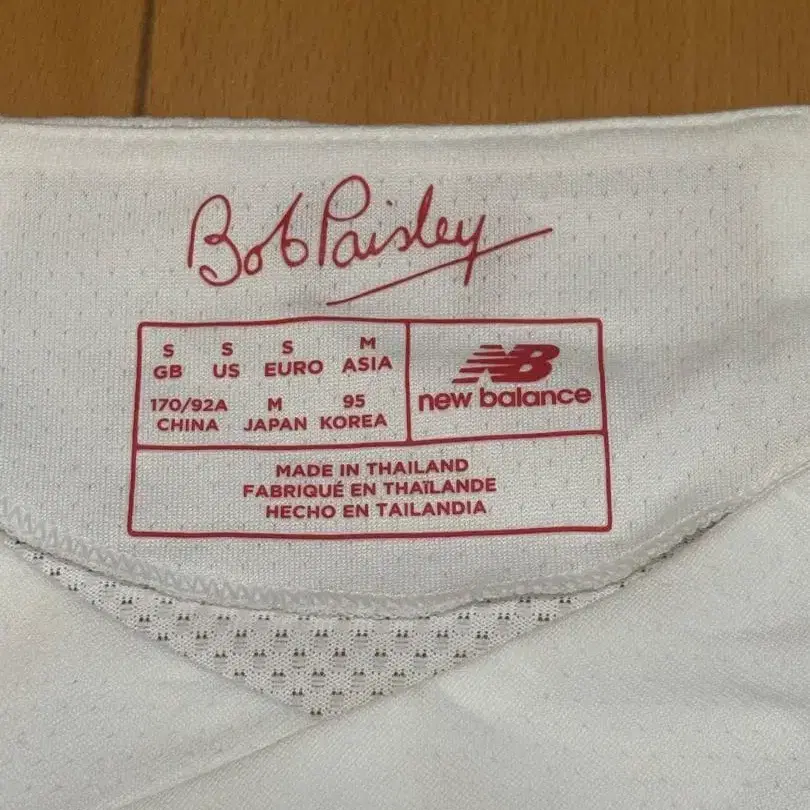 Bob Paisley
S S S M
GB US EURO ASIA
170/92A M 95
CHINA JAPAN KOREA
NB
new balance
MADE IN THAILAND
FABRIQUÉ EN THAÏLANDE
HECHO EN TAILANDIA